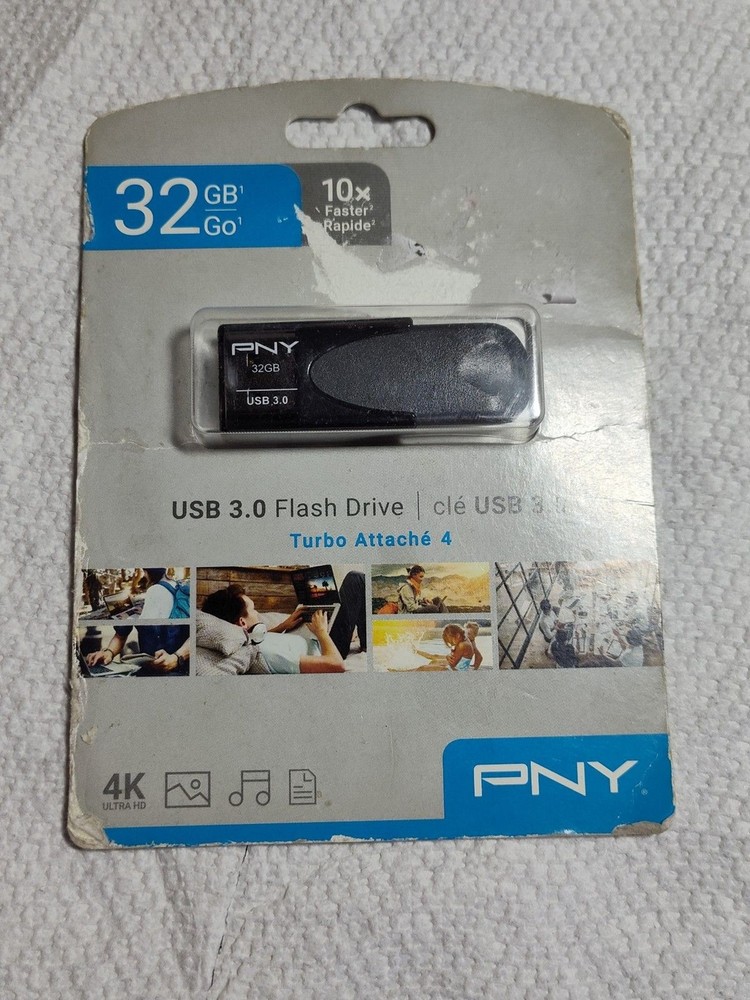 32 GB¹
Go¹
10x
Faster²
Rapide²
PNY
32GB
USB 3.0
USB 3.0 Flash Drive | clé USB 3.
Turbo Attaché 4
4K
ULTRA HD
PNY